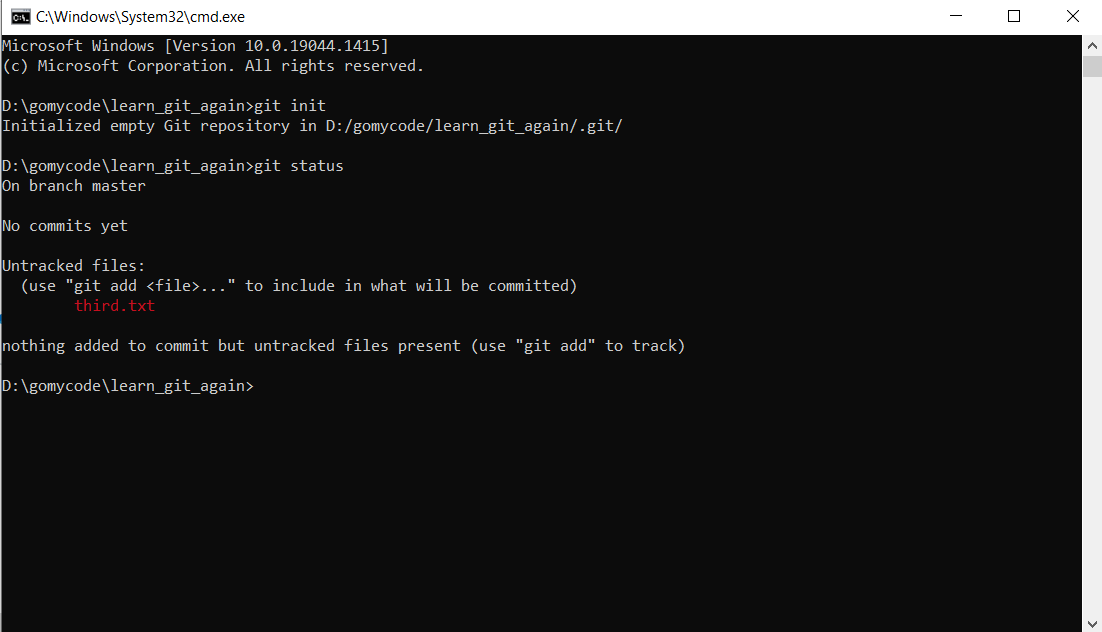 C:\Windows\System32\cmd.exe
Microsoft Windows [Version 10.0.19044.1415]
(c) Microsoft Corporation. All rights reserved.
D:\gomycode\learn_git_again>git init
Initialized empty Git repository in D:/gomycode/learn_git_again/.git/
D:\gomycode\learn_git_again>git status
On branch master
No commits yet
Untracked files:
  (use "git add <file>..." to include in what will be committed)
        third.txt
nothing added to commit but untracked files present (use "git add" to track)
D:\gomycode\learn_git_again>